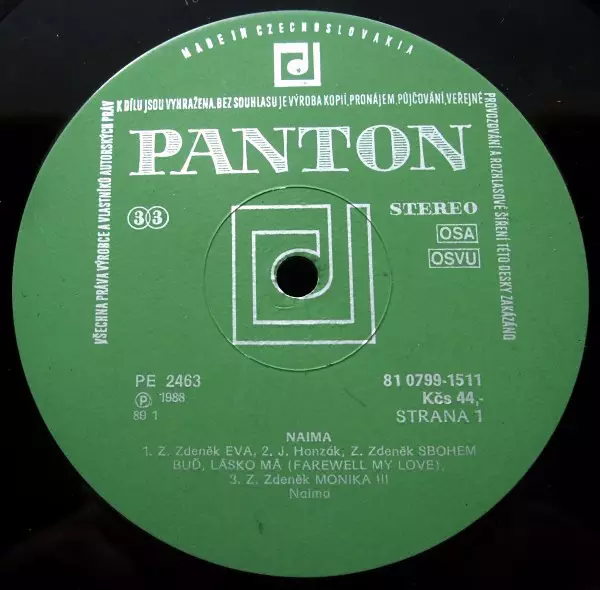 MADE IN CZECHOSLOVAKIA
VŠECHNA PRÁVA VÝROBCE A VLASTNÍKŮ AUTORSKÝCH PRÁV K DÍLU JSOU VYHRAŽENA. BEZ SOUHLASU JE VÝROBA KOPIÍ, PRONÁJEM, PŮJČOVÁNÍ, VEŘEJNÉ PROVOZOVÁNÍ A ROZHLASOVÉ ŠÍŘENÍ TÉTO DESKY ZAKÁZÁNO
PANTON
33
STEREO
OSA
OSVU
PE 2463
81 0799-1511
℗ 1988
Kčs 44,-
89 1
STRANA 1
NAIMA
1. Z. Zdeněk EVA, 2. J. Honzák, Z. Zdeněk SBOHEM
BUĎ, LÁSKO MÁ (FAREWELL MY LOVE),
3. Z. Zdeněk MONIKA !!!
Naima